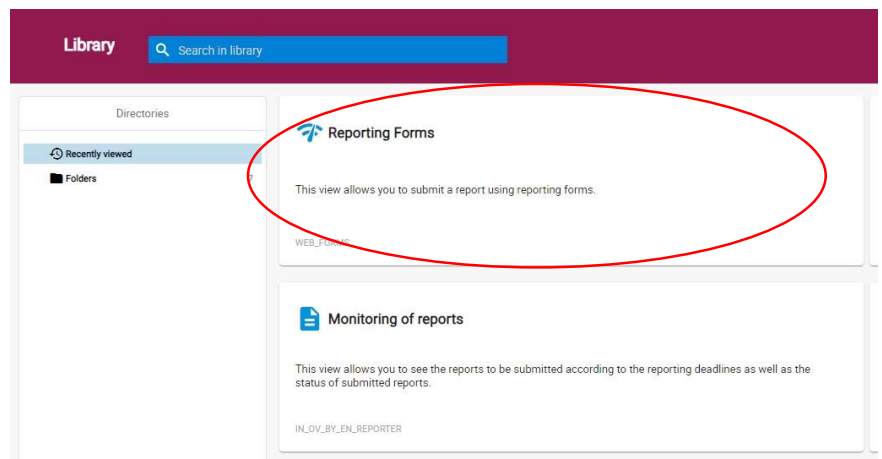 Library
Search in library
Directories
Recently viewed
Folders
7
Reporting Forms
This view allows you to submit a report using reporting forms.
WEB_FORMS
Monitoring of reports
This view allows you to see the reports to be submitted according to the reporting deadlines as well as the
status of submitted reports.
IN_OV_BY_EN_REPORTER